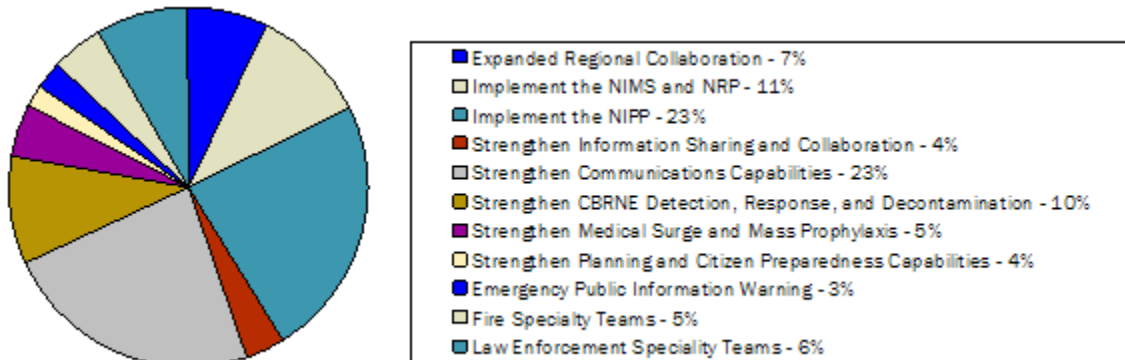 Expanded Regional Collaboration - 7%
Implement the NIMS and NRP - 11%
Implement the NIPP - 23%
Strengthen Information Sharing and Collaboration - 4%
Strengthen Communications Capabilities - 23%
Strengthen CBRNE Detection, Response, and Decontamination - 10%
Strengthen Medical Surge and Mass Prophylaxis - 5%
Strengthen Planning and Citizen Preparedness Capabilities - 4%
Emergency Public Information Warning - 3%
Fire Specialty Teams - 5%
Law Enforcement Speciality Teams - 6%